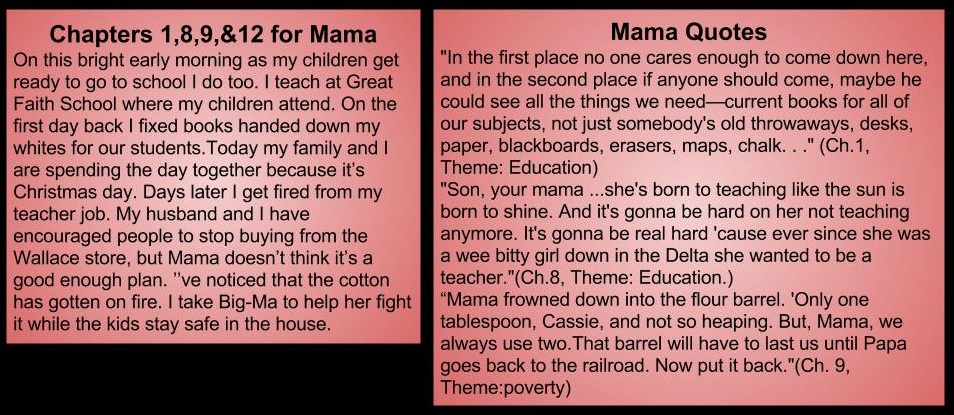 Chapters 1,8,9,&12 for Mama
On this bright early morning as my children get
ready to go to school I do too. I teach at Great
Faith School where my children attend. On the
first day back I fixed books handed down my
whites for our students.Today my family and I
are spending the day together because it's
Christmas day. Days later I get fired from my
teacher job. My husband and I have
encouraged people to stop buying from the
Wallace store, but Mama doesn't think it's a
good enough plan. ''ve noticed that the cotton
has gotten on fire. I take Big-Ma to help her fight
it while the kids stay safe in the house.
Mama Quotes
"In the first place no one cares enough to come down here,
and in the second place if anyone should come, maybe he
could see all the things we need—current books for all of
our subjects, not just somebody's old throwaways, desks,
paper, blackboards, erasers, maps, chalk. . ." (Ch.1,
Theme: Education)
"Son, your mama ...she's born to teaching like the sun is
born to shine. And it's gonna be hard on her not teaching
anymore. It's gonna be real hard 'cause ever since she was
a wee bitty girl down in the Delta she wanted to be a
teacher."(Ch.8, Theme: Education.)
“Mama frowned down into the flour barrel. 'Only one
tablespoon, Cassie, and not so heaping. But, Mama, we
always use two.That barrel will have to last us until Papa
goes back to the railroad. Now put it back."(Ch. 9,
Theme:poverty)